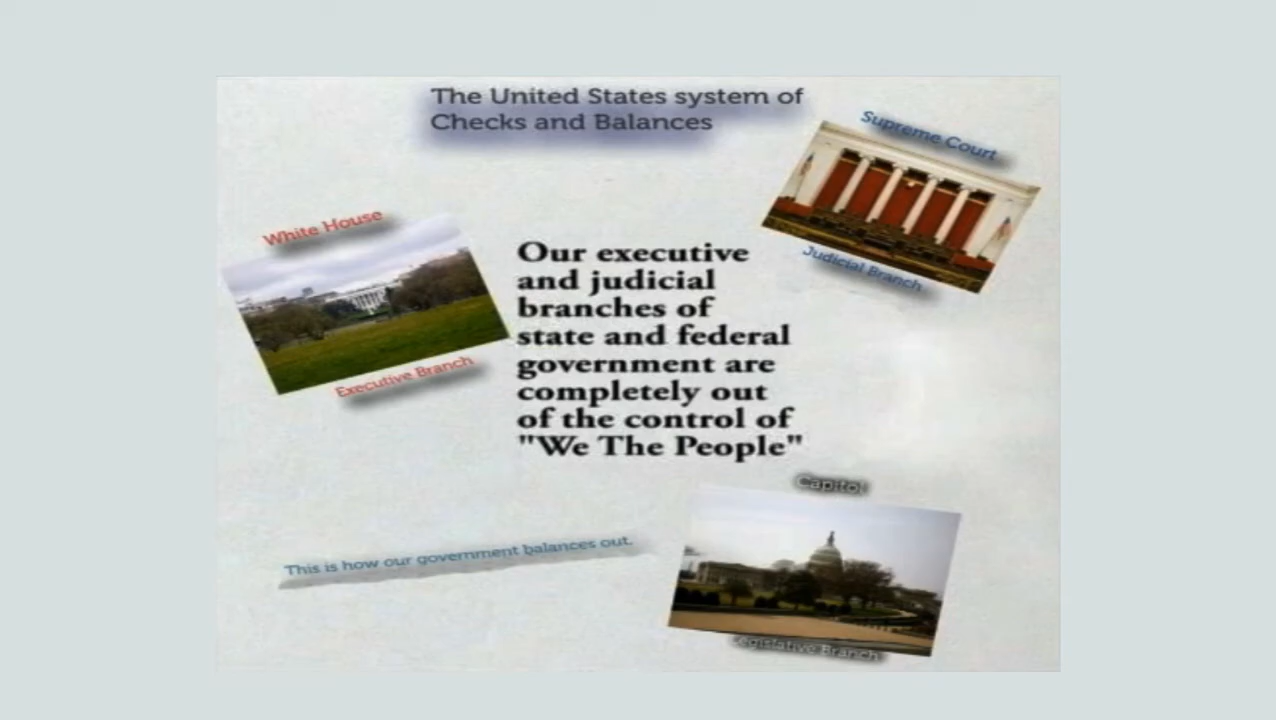 The United States system of
Checks and Balances
Supreme Court
Judicial Branch
White House
Executive Branch
Our executive
and judicial
branches of
state and federal
government are
completely out
of the control of
"We The People"
Capitol
Legislative Branch
This is how our government balances out.